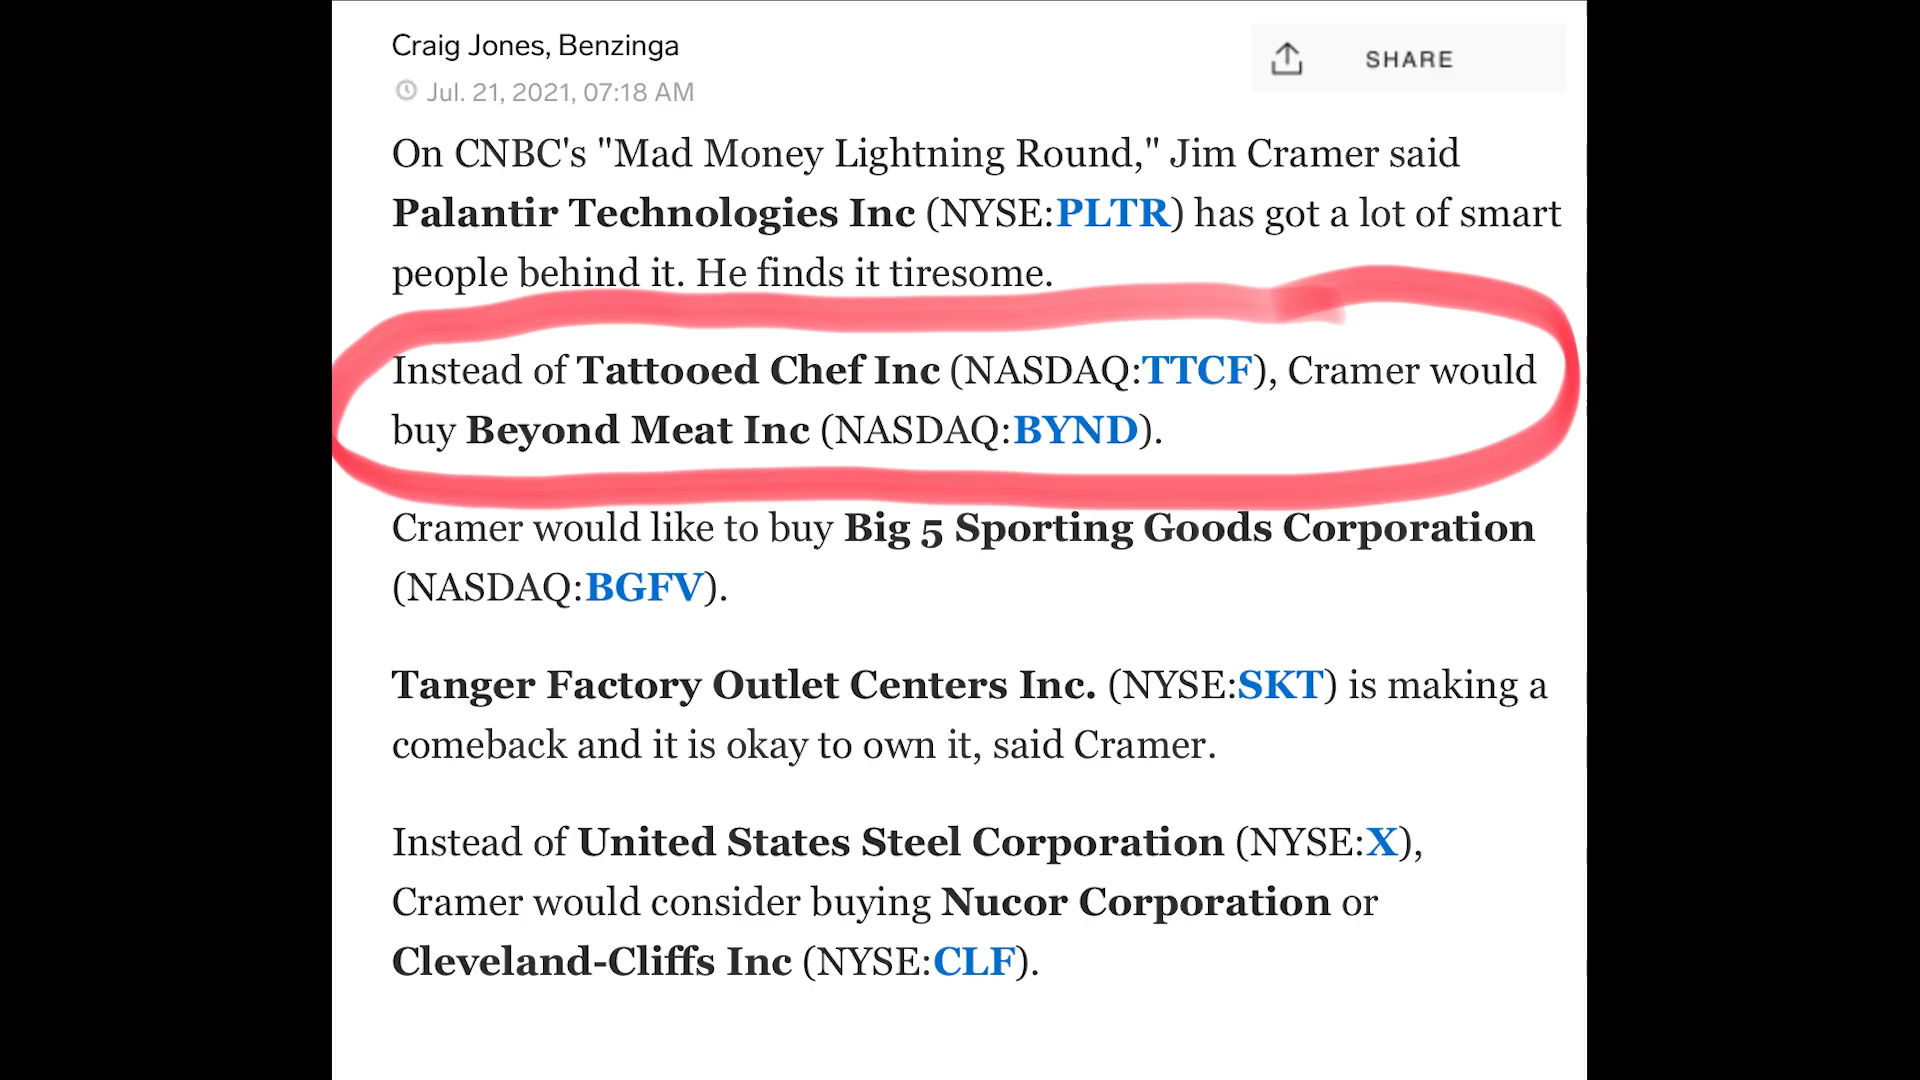 Craig Jones, Benzinga
SHARE
Jul. 21, 2021, 07:18 AM
On CNBC's "Mad Money Lightning Round," Jim Cramer said
Palantir Technologies Inc (NYSE:PLTR) has got a lot of smart
people behind it. He finds it tiresome.
Instead of Tattooed Chef Inc (NASDAQ:TTCF), Cramer would
buy Beyond Meat Inc (NASDAQ:BYND).
Cramer would like to buy Big 5 Sporting Goods Corporation
(NASDAQ:BGFV).
Tanger Factory Outlet Centers Inc. (NYSE:SKT) is making a
comeback and it is okay to own it, said Cramer.
Instead of United States Steel Corporation (NYSE:X),
Cramer would consider buying Nucor Corporation or
Cleveland-Cliffs Inc (NYSE:CLF).